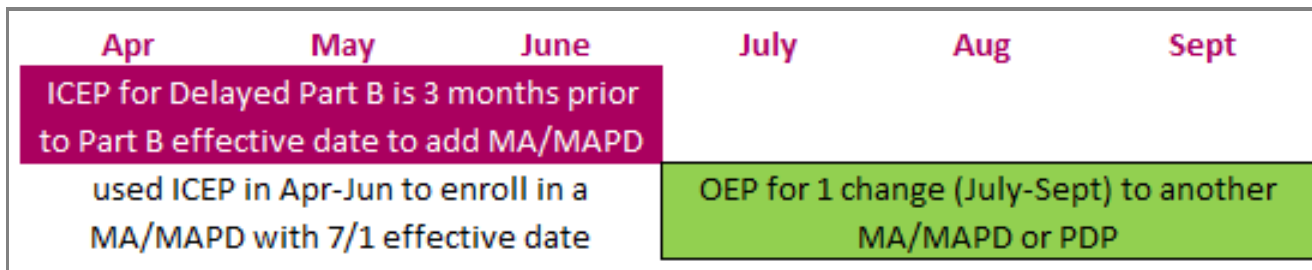 Apr May June July Aug Sept
ICEP for Delayed Part B is 3 months prior
to Part B effective date to add MA/MAPD
used ICEP in Apr-Jun to enroll in a
MA/MAPD with 7/1 effective date
OEP for 1 change (July-Sept) to another
MA/MAPD or PDP